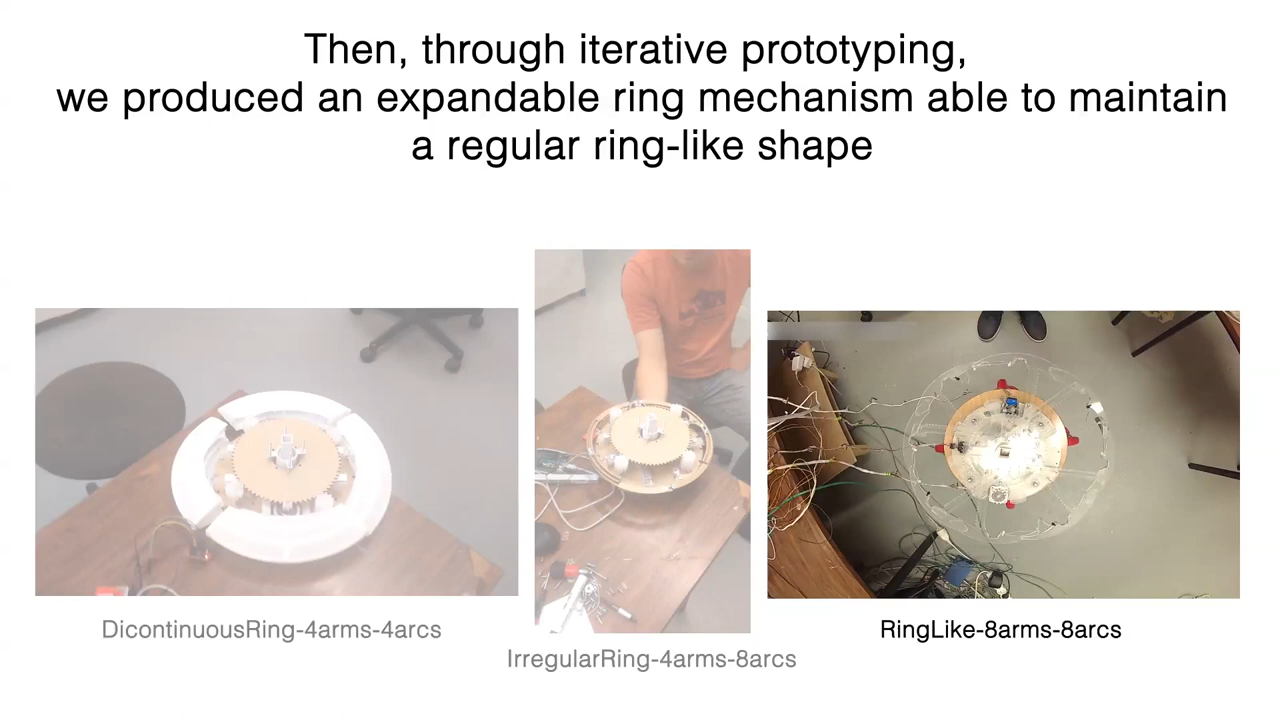 Then, through iterative prototyping,
we produced an expandable ring mechanism able to maintain
a regular ring-like shape
DicontinuousRing-4arms-4arcs
IrregularRing-4arms-8arcs
RingLike-8arms-8arcs